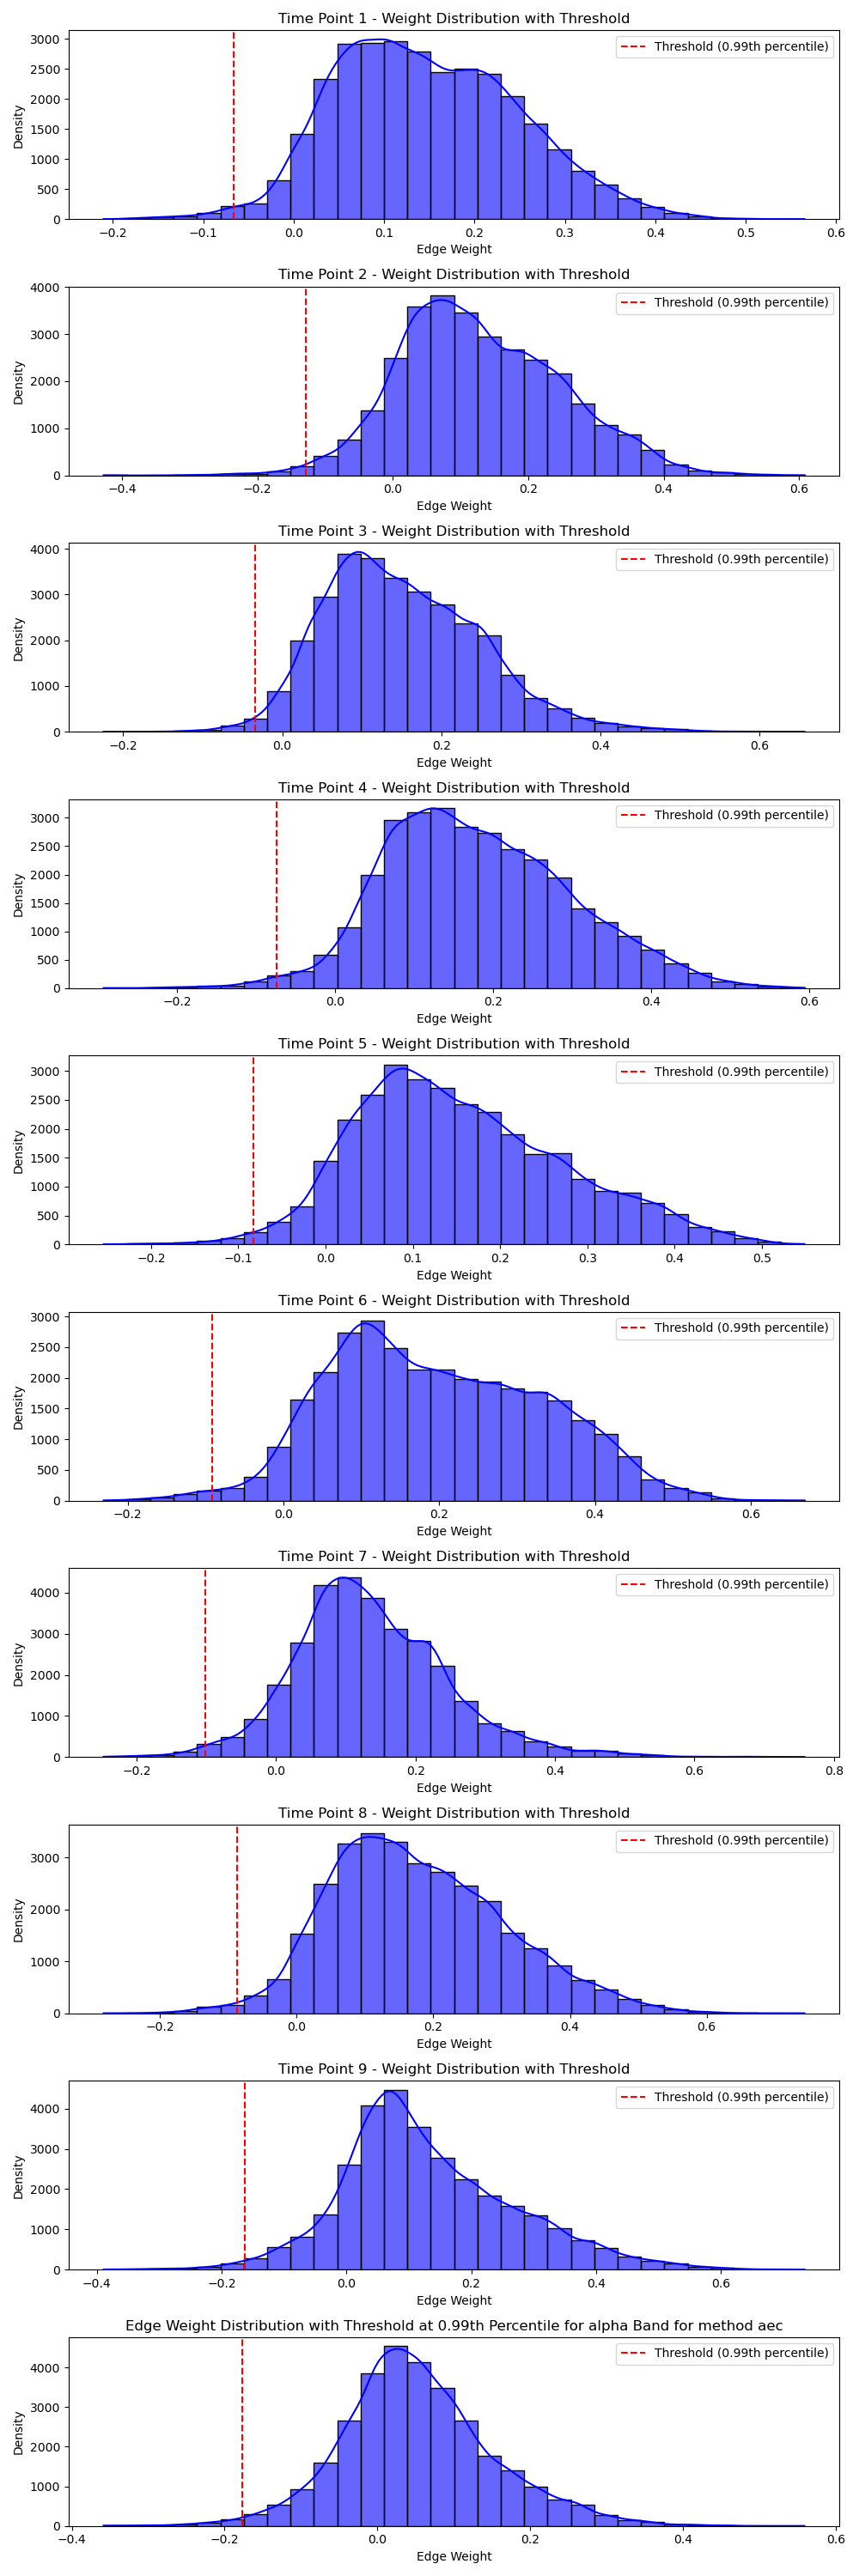 Time Point 1 - Weight Distribution with Threshold
Threshold (0.99th percentile)
Density
3000
2500
2000
1500
1000
500
0
−0.2 −0.1 0.0 0.1 0.2 0.3 0.4 0.5 0.6
Edge Weight
Time Point 2 - Weight Distribution with Threshold
Threshold (0.99th percentile)
Density
4000
3000
2000
1000
0
−0.4 −0.2 0.0 0.2 0.4 0.6
Edge Weight
Time Point 3 - Weight Distribution with Threshold
Threshold (0.99th percentile)
Density
4000
3000
2000
1000
0
−0.2 0.0 0.2 0.4 0.6
Edge Weight
Time Point 4 - Weight Distribution with Threshold
Threshold (0.99th percentile)
Density
3000
2500
2000
1500
1000
500
0
−0.2 0.0 0.2 0.4 0.6
Edge Weight
Time Point 5 - Weight Distribution with Threshold
Threshold (0.99th percentile)
Density
3000
2500
2000
1500
1000
500
0
−0.2 −0.1 0.0 0.1 0.2 0.3 0.4 0.5
Edge Weight
Time Point 6 - Weight Distribution with Threshold
Threshold (0.99th percentile)
Density
3000
2500
2000
1500
1000
500
0
−0.2 0.0 0.2 0.4 0.6
Edge Weight
Time Point 7 - Weight Distribution with Threshold
Threshold (0.99th percentile)
Density
4000
3000
2000
1000
0
−0.2 0.0 0.2 0.4 0.6 0.8
Edge Weight
Time Point 8 - Weight Distribution with Threshold
Threshold (0.99th percentile)
Density
3000
2000
1000
0
−0.2 0.0 0.2 0.4 0.6
Edge Weight
Time Point 9 - Weight Distribution with Threshold
Threshold (0.99th percentile)
Density
4000
3000
2000
1000
0
−0.4 −0.2 0.0 0.2 0.4 0.6
Edge Weight
Edge Weight Distribution with Threshold at 0.99th Percentile for alpha Band for method aec
Threshold (0.99th percentile)
Density
4000
3000
2000
1000
0
−0.4 −0.2 0.0 0.2 0.4 0.6
Edge Weight